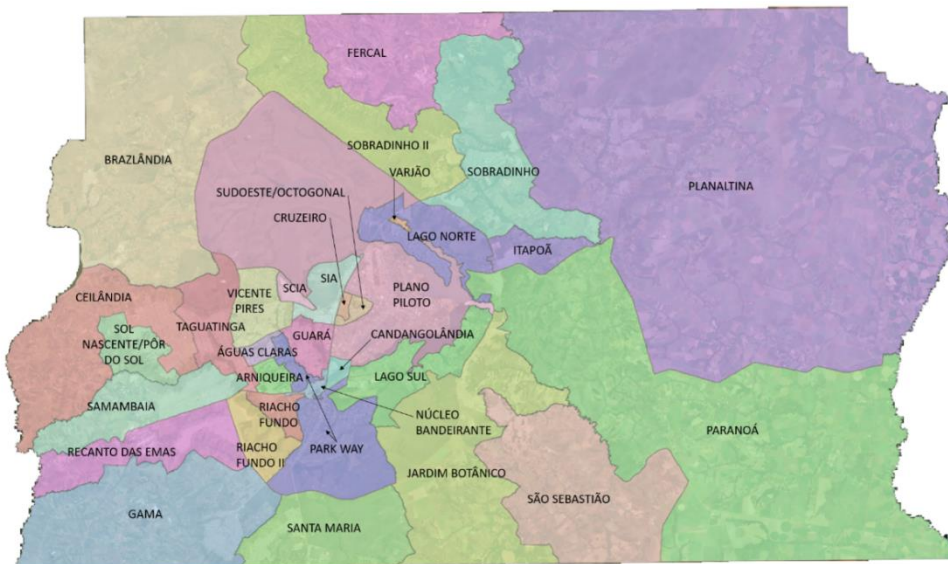 FERCAL
SOBRADINHO II
BRAZLÂNDIA
VARJÃO
SOBRADINHO
PLANALTINA
SUDOESTE/OCTOGONAL
CRUZEIRO
LAGO NORTE
ITAPOÃ
SIA
SCIA
PLANO
PILOTO
VICENTE
PIRES
CEILÂNDIA
TAGUATINGA
SOL
NASCENTE/PÔR
DO SOL
GUARÁ
CANDANGOLÂNDIA
ÁGUAS CLARAS
ARNIQUEIRA
LAGO SUL
SAMAMBAIA
RIACHO
FUNDO
NÚCLEO
BANDEIRANTE
PARANOÁ
RECANTO DAS EMAS
RIACHO
FUNDO II
PARK WAY
JARDIM BOTÂNICO
SÃO SEBASTIÃO
GAMA
SANTA MARIA